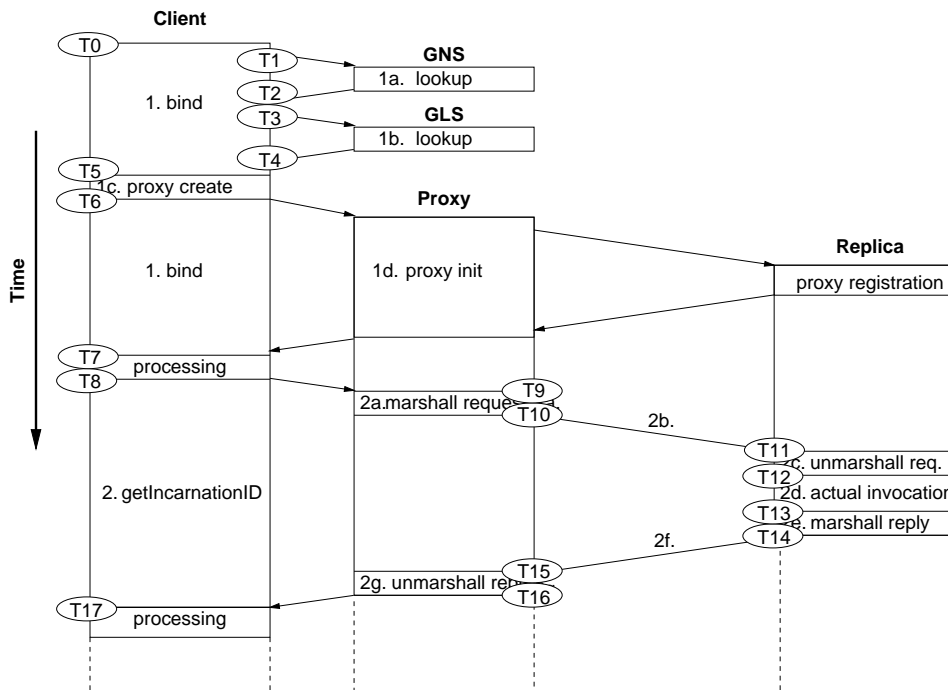 Client
T0
T1
GNS
1a. lookup
T2
1. bind
T3
GLS
1b. lookup
T4
T5
1c. proxy create
T6
Proxy
Replica
Time
1. bind
1d. proxy init
proxy registration
T7
processing
T8
T9
2a.marshall
T10
2b.
T11
unmarshall req.
T12
2. getIncarnationID
2d. actual invocation
T13
marshall reply
T14
2f.
T15
2g. unmarshall
T16
T17
processing